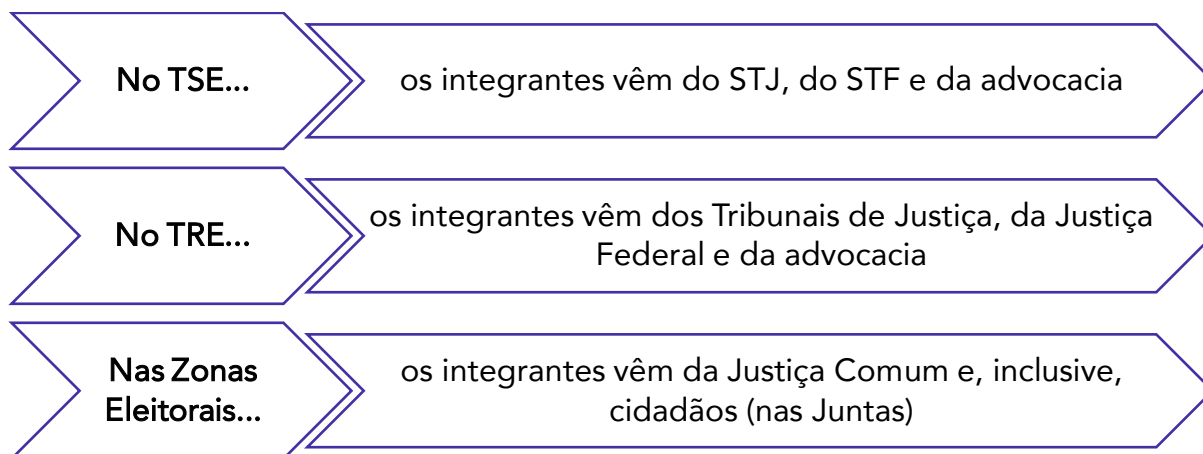 No TSE...
os integrantes vêm do STJ, do STF e da advocacia
No TRE...
os integrantes vêm dos Tribunais de Justiça, da Justiça
Federal e da advocacia
Nas Zonas
Eleitorais...
os integrantes vêm da Justiça Comum e, inclusive,
cidadãos (nas Juntas)